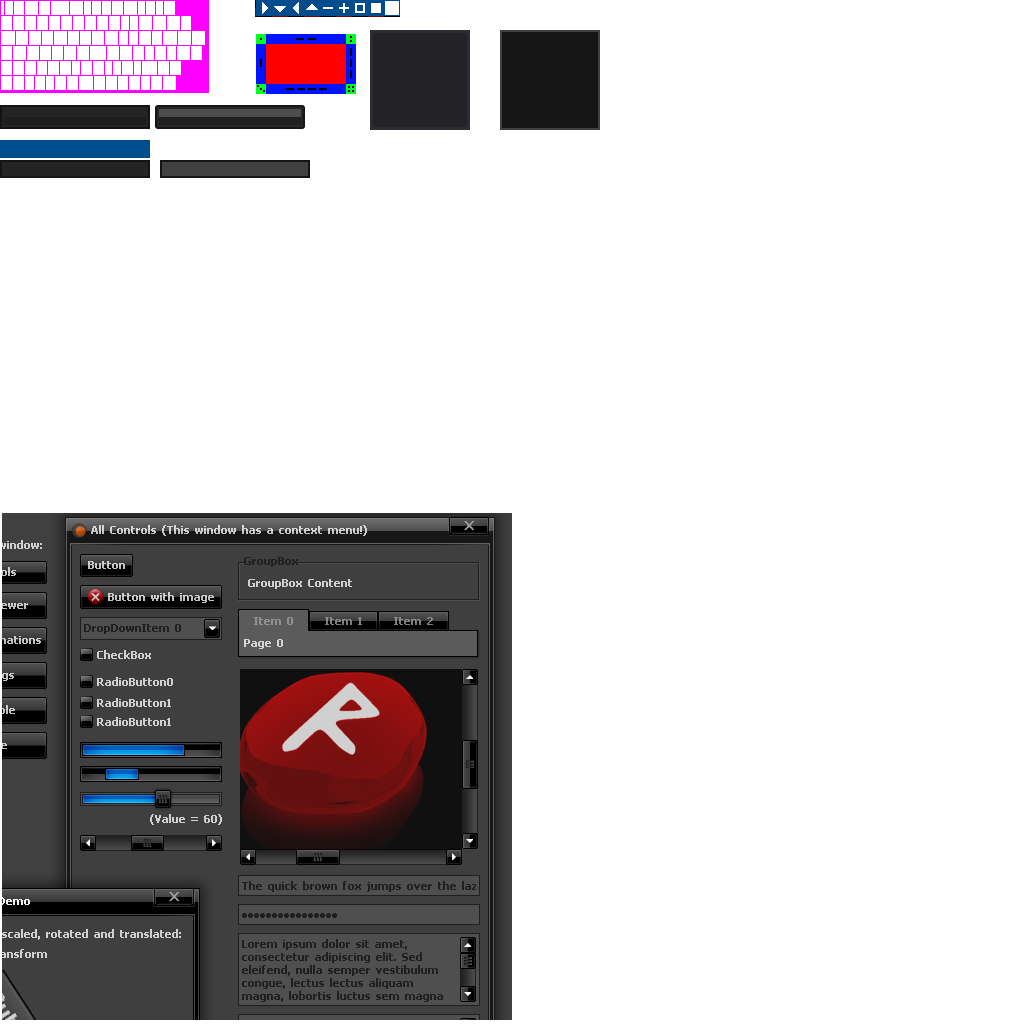 All Controls (This window has a context menu!)
window:
Button
GroupBox
GroupBox Content
ols
Button with image
ewer
Item 0 Item 1 Item 2
DropDownItem 0
nations
Page 0
CheckBox
gs
RadioButton0
RadioButton1
ple
RadioButton1
e
(Value = 60)
The quick brown fox jumps over the laz
Demo
scaled, rotated and translated:
Lorem ipsum dolor sit amet,
consectetur adipiscing elit. Sed
eleifend, nulla semper vestibulum
congue, lectus lectus aliquam
magna, lobortis luctus sem magna
ansform